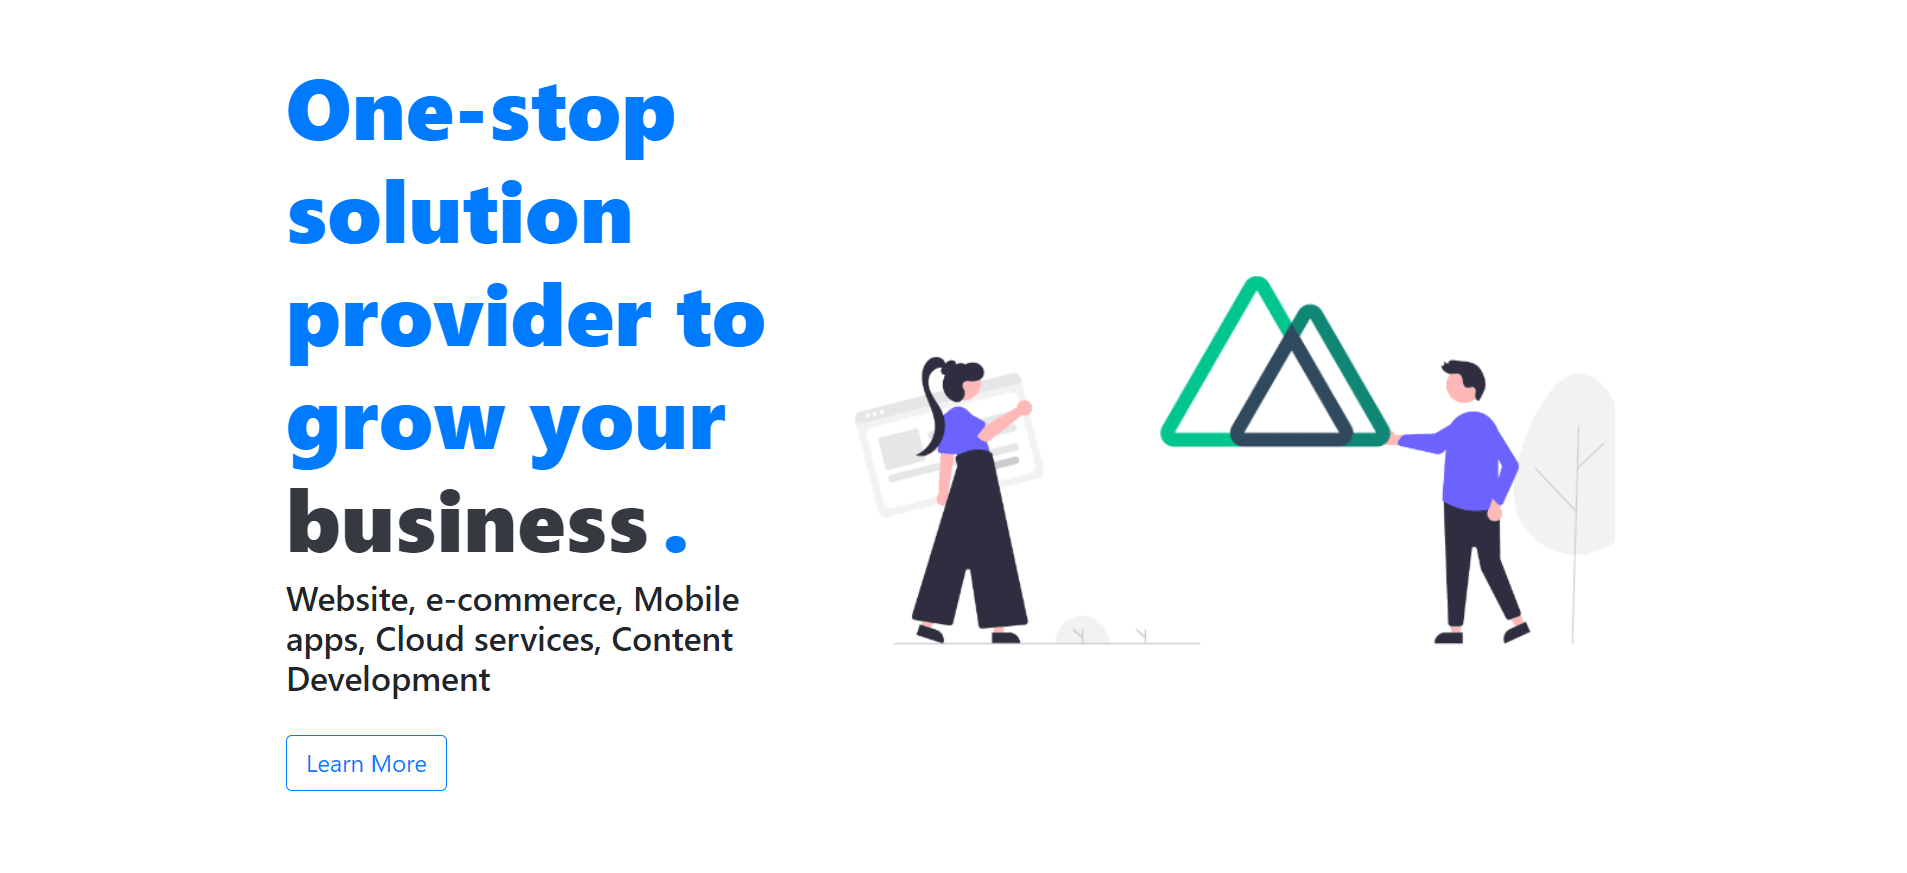 One-stop
solution
provider to
grow your
business .
Website, e-commerce, Mobile
apps, Cloud services, Content
Development
Learn More